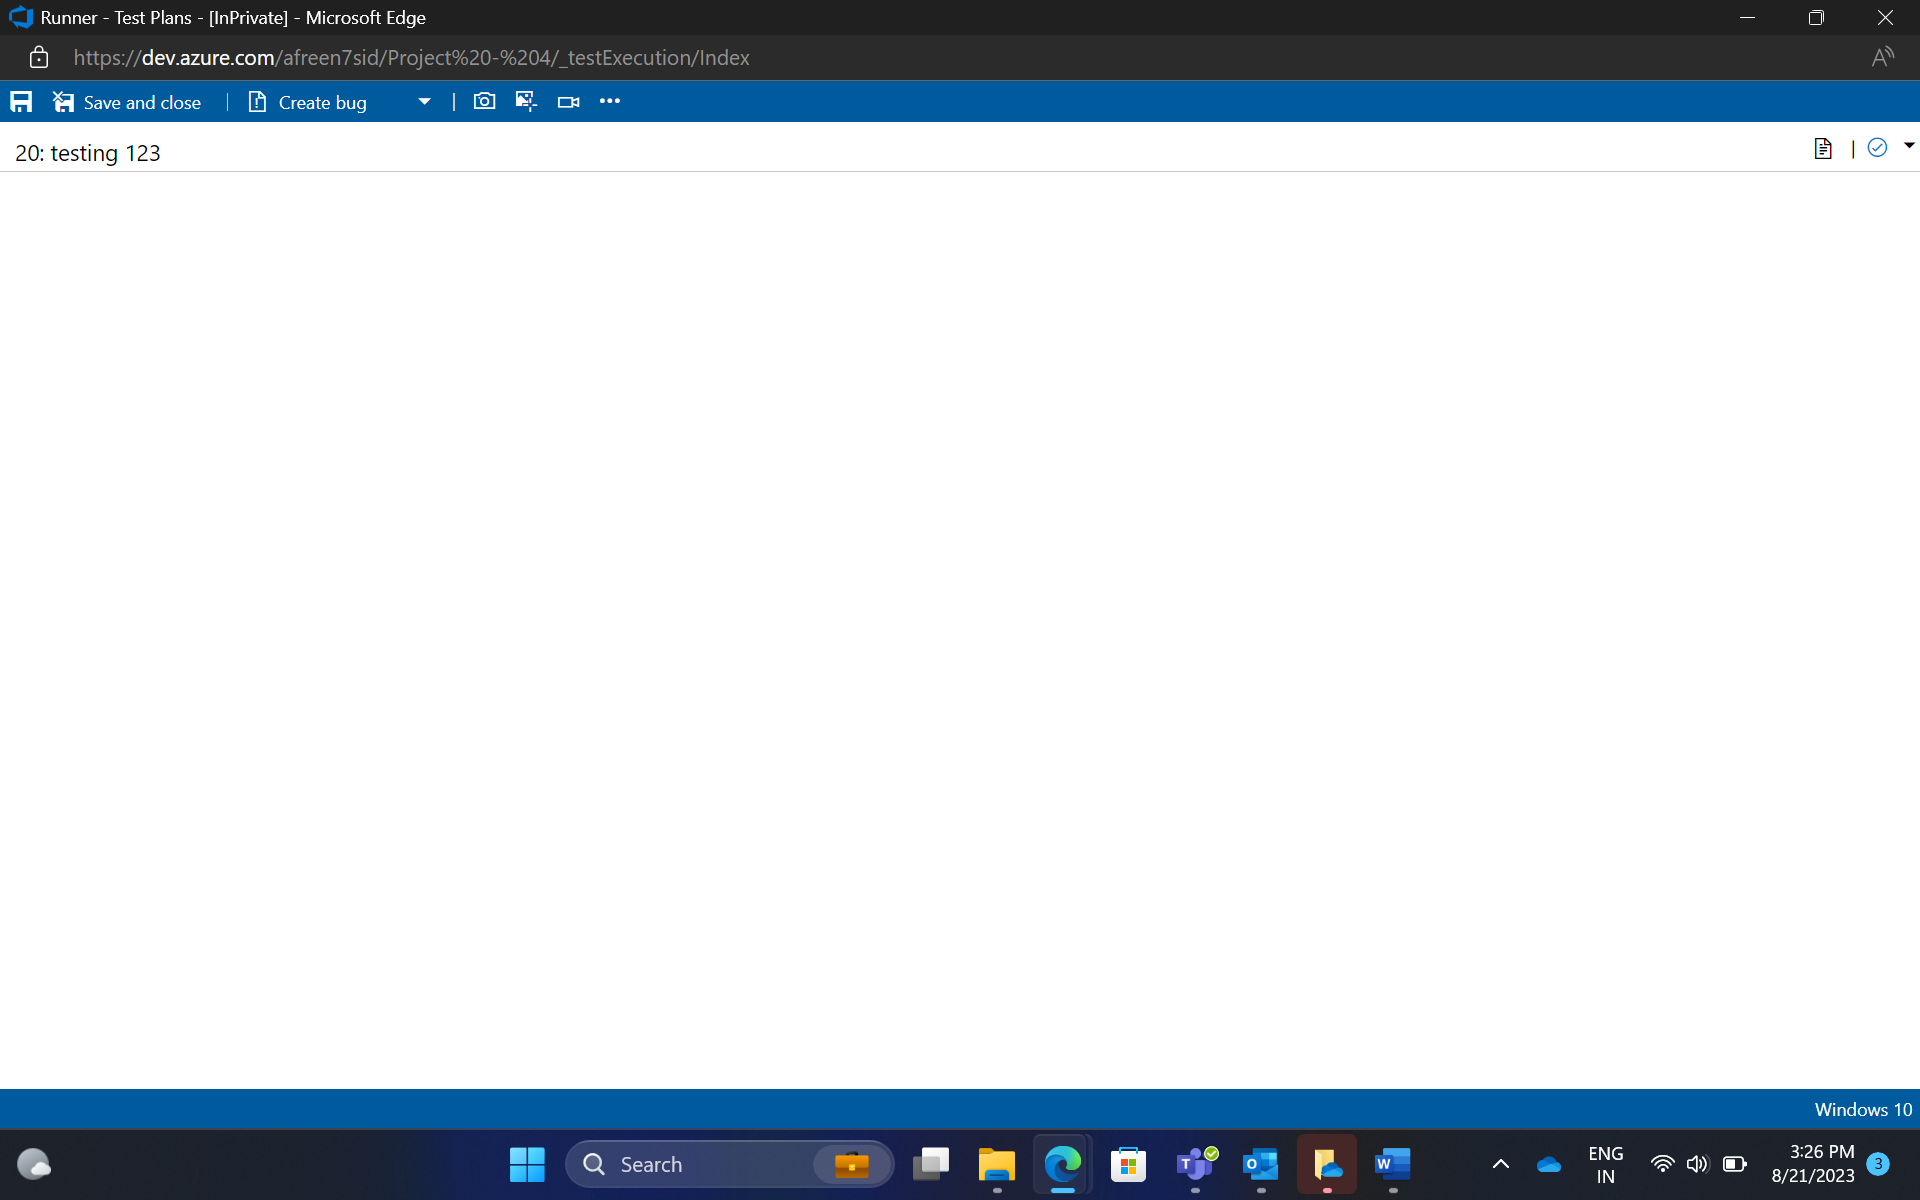 Runner - Test Plans - [InPrivate] - Microsoft Edge
https://dev.azure.com/afreen7sid/Project%20-%204/_testExecution/Index
Save and close | Create bug |
20: testing 123
Windows 10
Search
ENG
IN
3:26 PM
8/21/2023
3